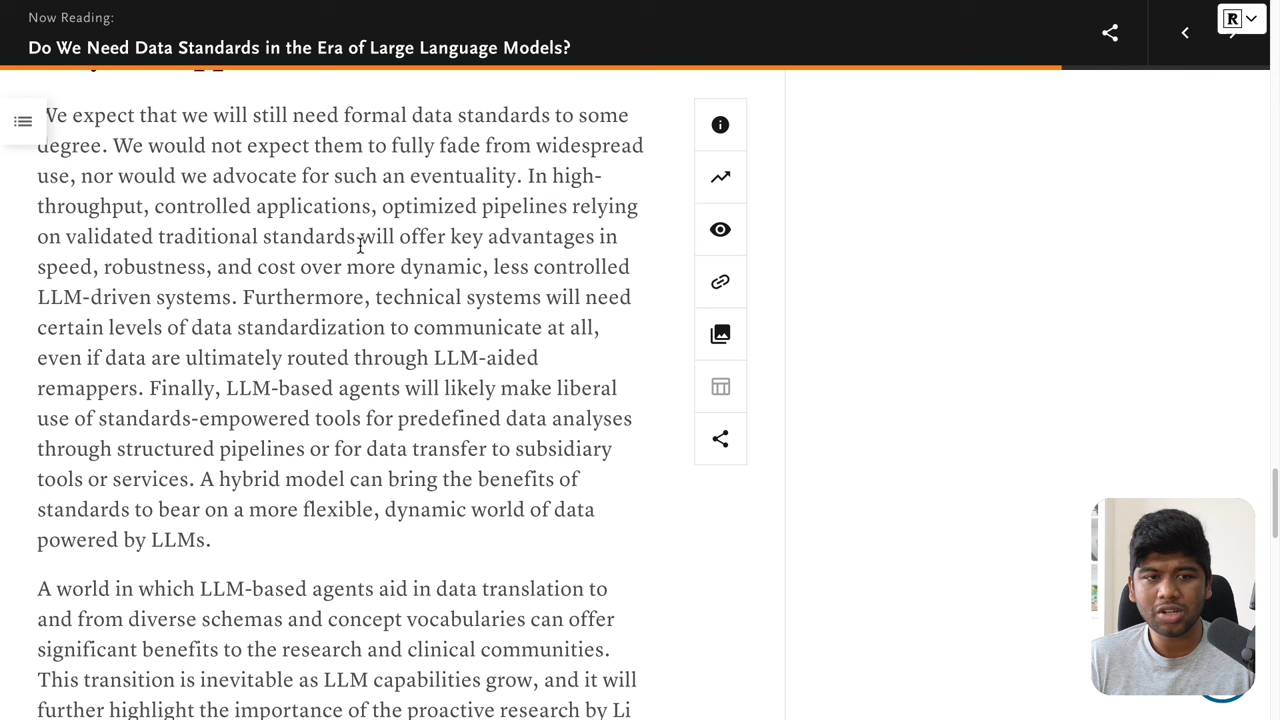 Now Reading:
Do We Need Data Standards in the Era of Large Language Models?
R
We expect that we will still need formal data standards to some
degree. We would not expect them to fully fade from widespread
use, nor would we advocate for such an eventuality. In high-
throughput, controlled applications, optimized pipelines relying
on validated traditional standards will offer key advantages in
speed, robustness, and cost over more dynamic, less controlled
LLM-driven systems. Furthermore, technical systems will need
certain levels of data standardization to communicate at all,
even if data are ultimately routed through LLM-aided
remappers. Finally, LLM-based agents will likely make liberal
use of standards-empowered tools for predefined data analyses
through structured pipelines or for data transfer to subsidiary
tools or services. A hybrid model can bring the benefits of
standards to bear on a more flexible, dynamic world of data
powered by LLMs.
A world in which LLM-based agents aid in data translation to
and from diverse schemas and concept vocabularies can offer
significant benefits to the research and clinical communities.
This transition is inevitable as LLM capabilities grow, and it will
further highlight the importance of the proactive research by Li